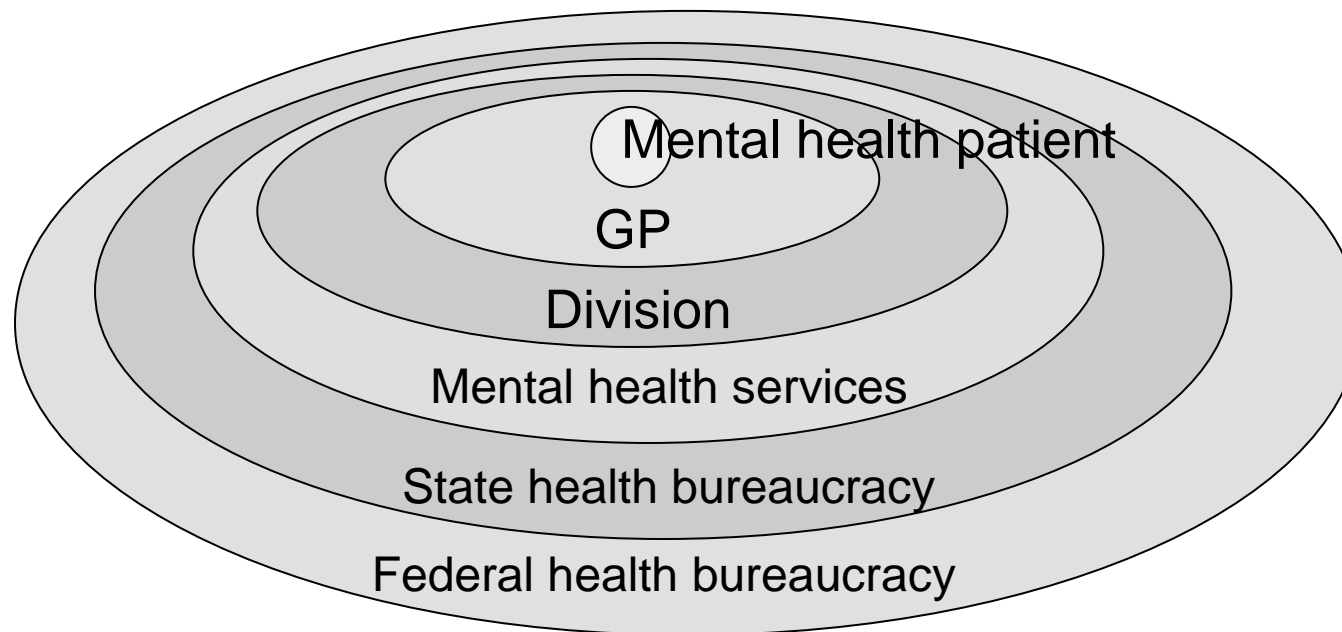 Mental health patient
GP
Division
Mental health services
State health bureaucracy
Federal health bureaucracy